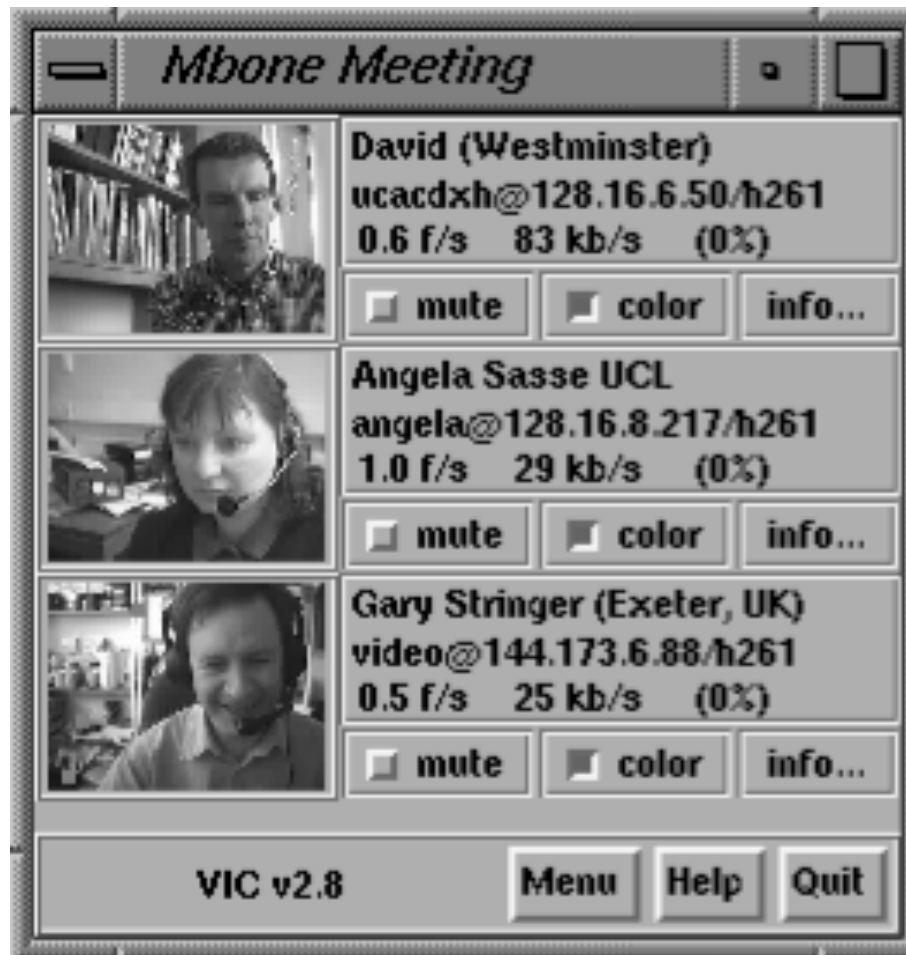 Mbone Meeting
David (Westminster)
ucacdxh@128.16.6.50/h261
0.6 f/s 83 kb/s (0%)
mute color info...
Angela Sasse UCL
angela@128.16.8.217/h261
1.0 f/s 29 kb/s (0%)
mute color info...
Gary Stringer (Exeter, UK)
video@144.173.6.88/h261
0.5 f/s 25 kb/s (0%)
mute color info...
VIC v2.8 Menu Help Quit